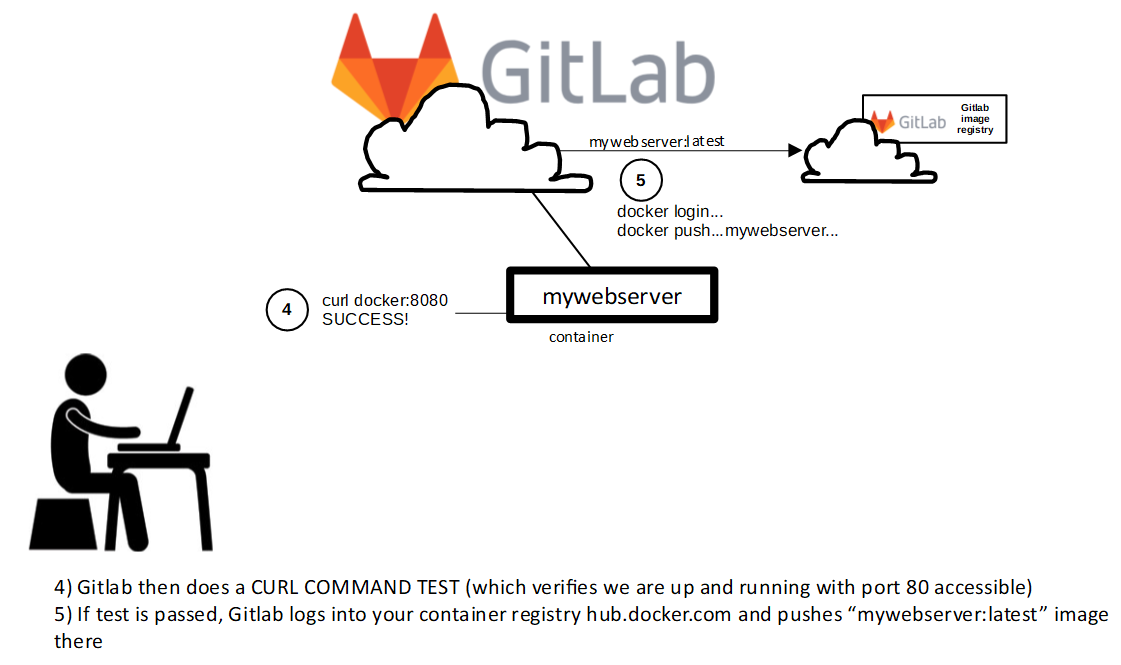 GitLab
GitLab
Gitlab
image
registry
mywebserver:latest
5
docker login...
docker push...mywebserver...
4
curl docker:8080
SUCCESS!
mywebserver
container
4) Gitlab then does a CURL COMMAND TEST (which verifies we are up and running with port 80 accessible)
5) If test is passed, Gitlab logs into your container registry hub.docker.com and pushes “mywebserver:latest” image
there